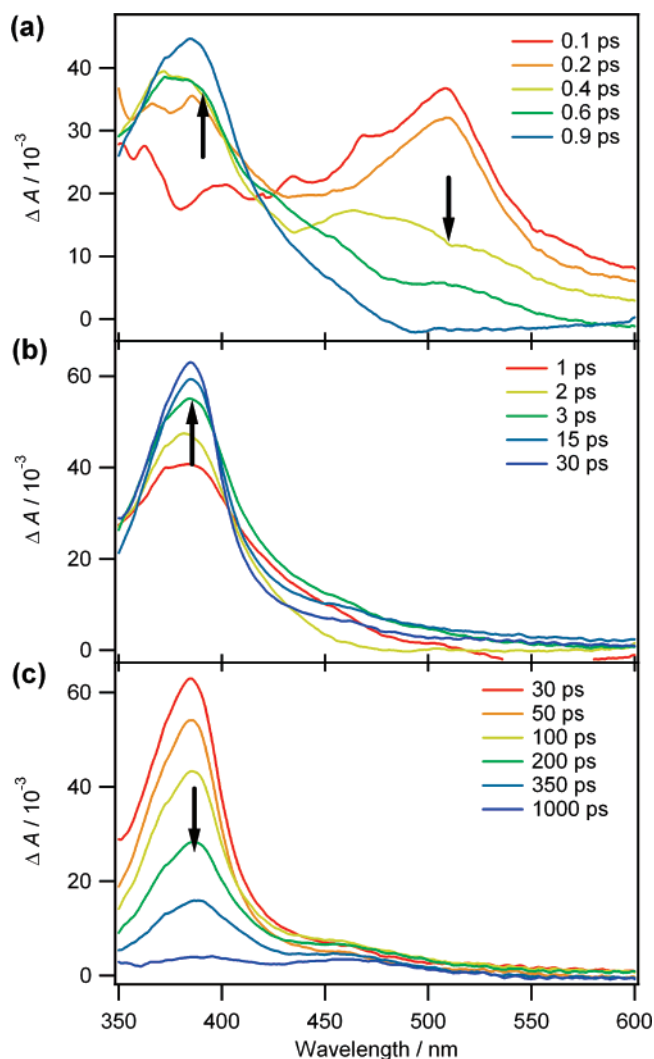 (a)
Δ A / 10⁻³
40
30
20
10
0
0.1 ps
0.2 ps
0.4 ps
0.6 ps
0.9 ps
(b)
Δ A / 10⁻³
60
40
20
0
1 ps
2 ps
3 ps
15 ps
30 ps
(c)
Δ A / 10⁻³
60
40
20
0
30 ps
50 ps
100 ps
200 ps
350 ps
1000 ps
350 400 450 500 550 600
Wavelength / nm